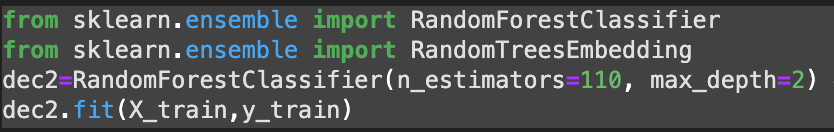 from sklearn.ensemble import RandomForestClassifier
from sklearn.ensemble import RandomTreesEmbedding
dec2=RandomForestClassifier(n_estimators=110, max_depth=2)
dec2.fit(X_train,y_train)